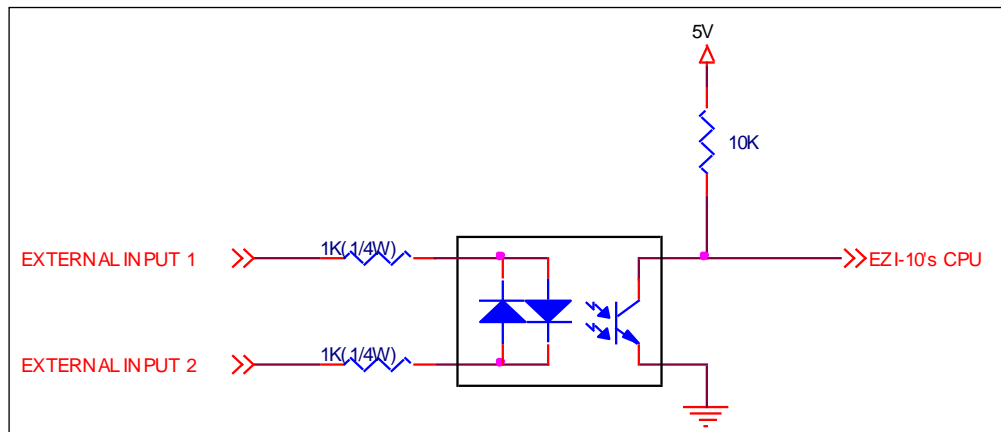 5V
10K
1K(1/4W)
EXTERNAL INPUT 1
EZI-10's CPU
1K(1/4W)
EXTERNAL INPUT 2